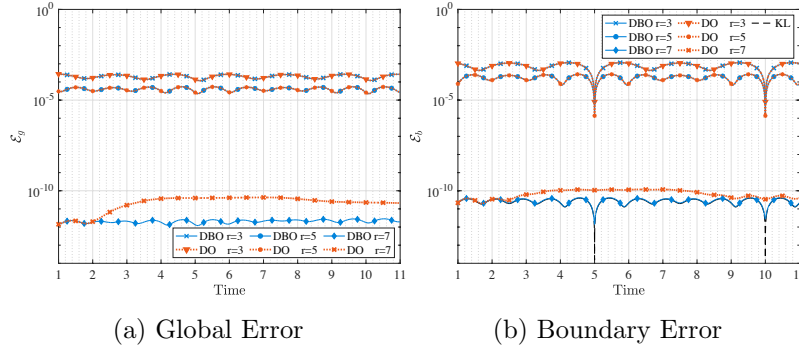 10^0
10^-5
10^-10
ℰ_g
DBO r=3 DBO r=5 DBO r=7
DO r=3 DO r=5 DO r=7
1 2 3 4 5 6 7 8 9 10 11
Time
(a) Global Error
10^0
10^-5
10^-10
ℰ_b
DBO r=3 DO r=3 KL
DBO r=5 DO r=5
DBO r=7 DO r=7
1 2 3 4 5 6 7 8 9 10 11
Time
(b) Boundary Error